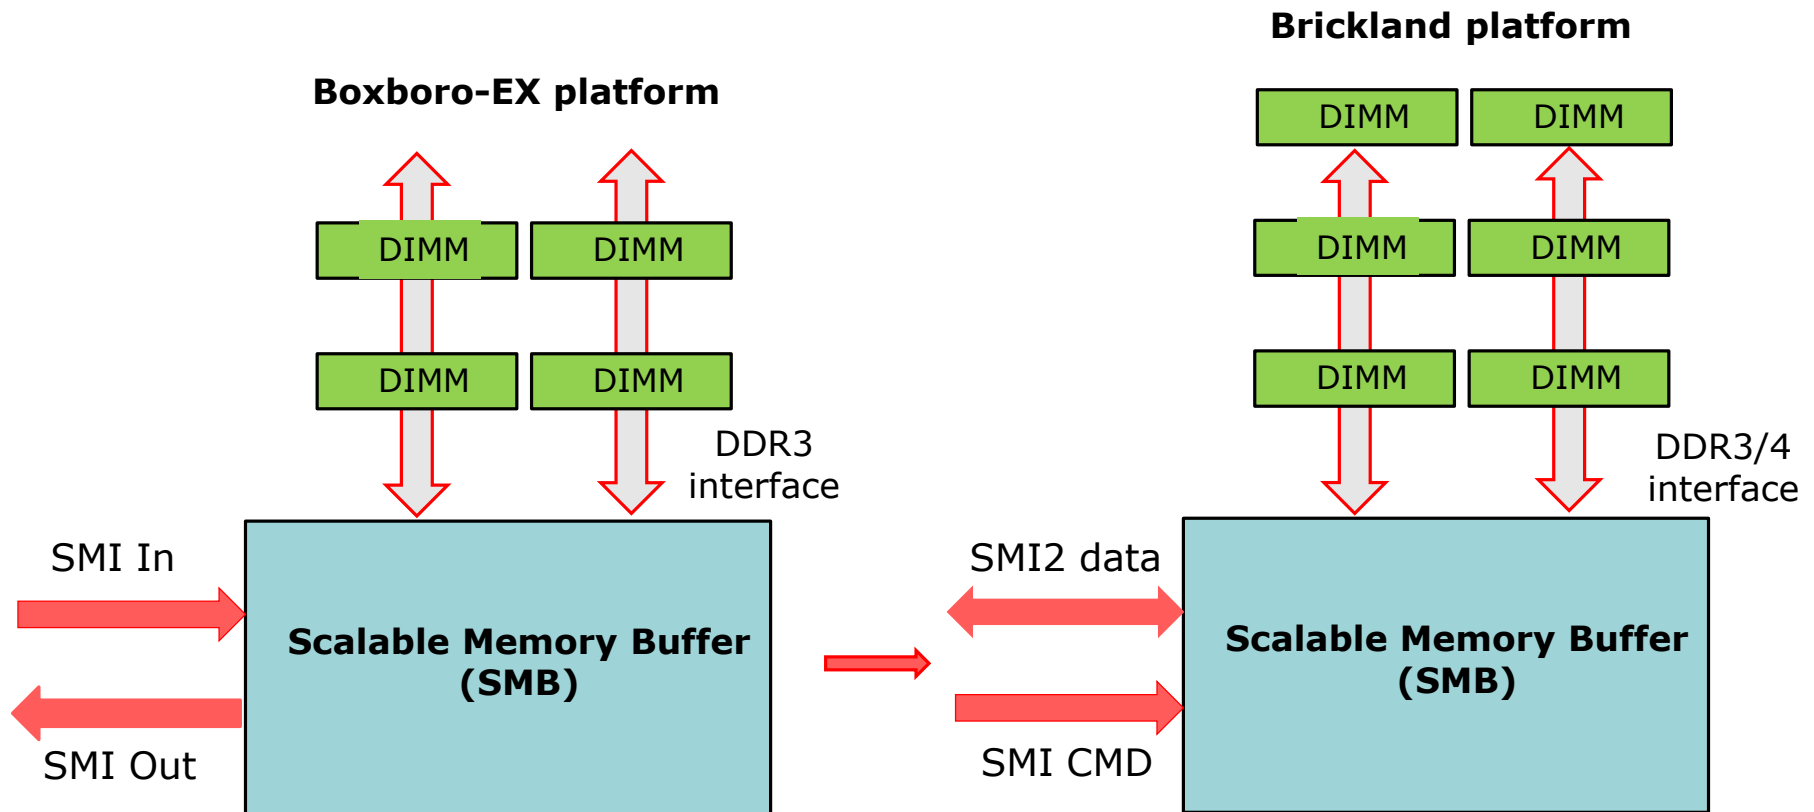 Boxboro-EX platform
DIMM DIMM
DIMM DIMM
DDR3
interface
SMI In
Scalable Memory Buffer
(SMB)
SMI Out
Brickland platform
DIMM DIMM
DIMM DIMM
DIMM DIMM
DDR3/4
interface
SMI2 data
Scalable Memory Buffer
(SMB)
SMI CMD